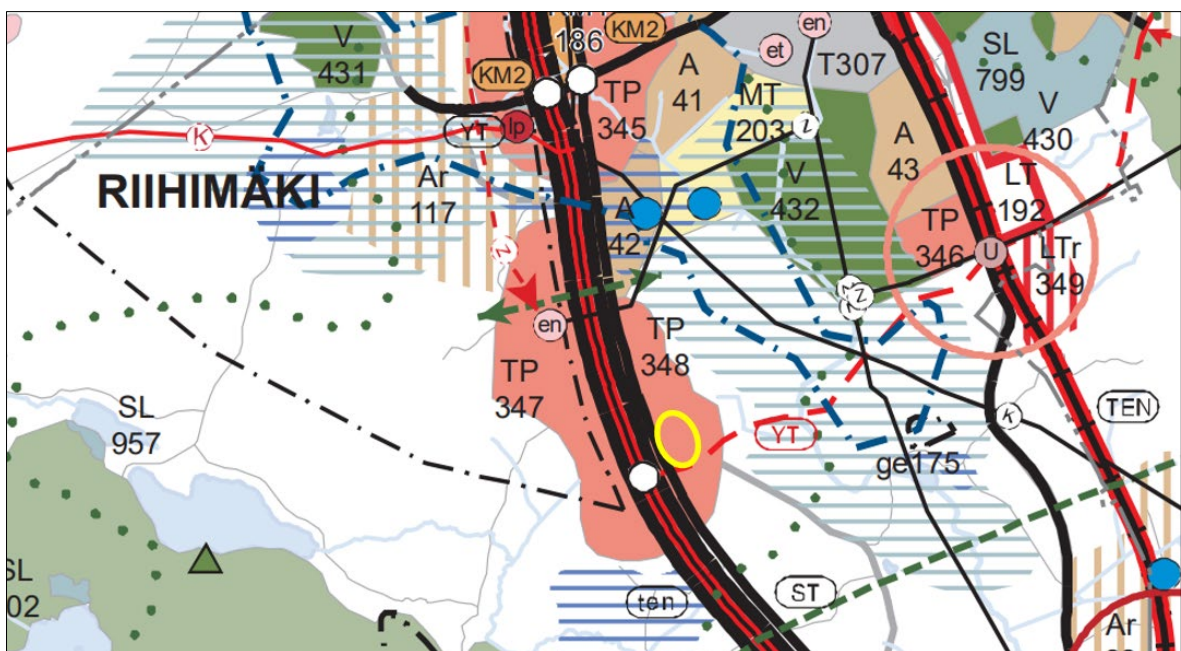 V
431
KM2
186
KM2
TP
345
A
41
et
en
T307
MT
203
SL
799
V
430
A
43
K
YT
lp
RIIHIMÄKI
Ar
117
A
42
V
432
LT
192
TP
346
U
LTr
349
Z
Z
en
TP
348
TP
347
SL
957
YT
K
TEN
ge175
SL
02
ten
ST
Ar